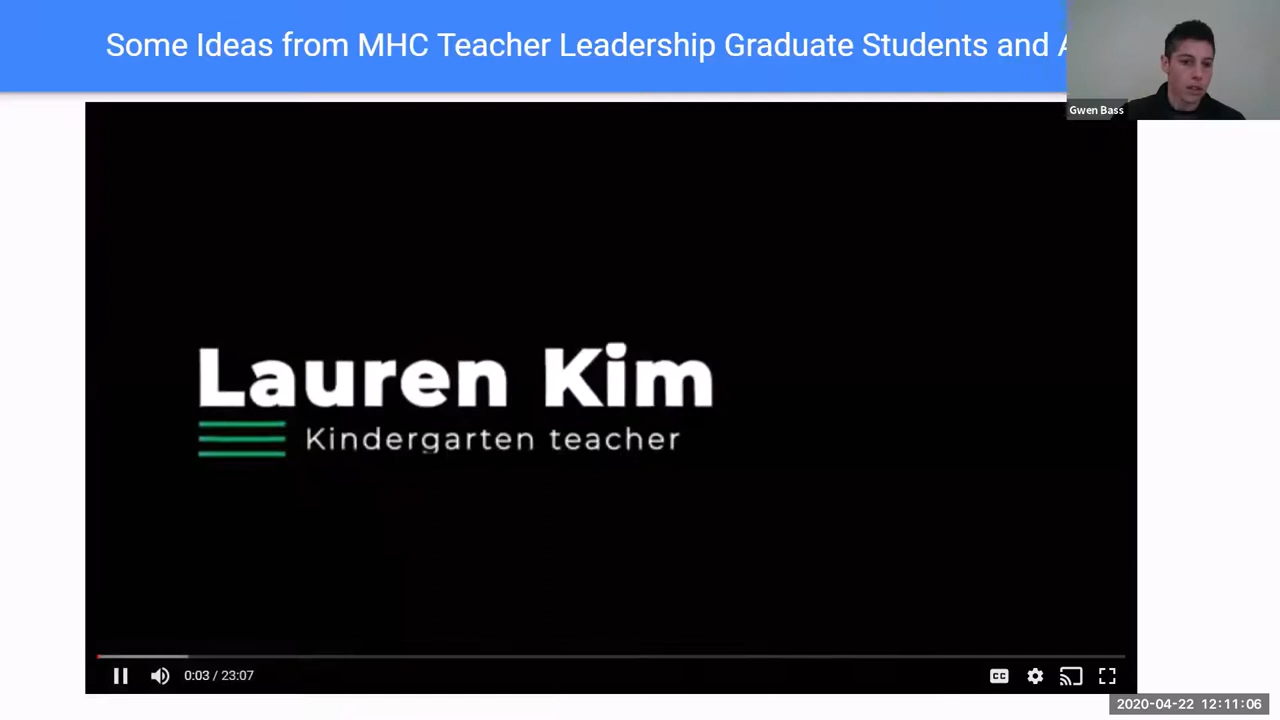 Some Ideas from MHC Teacher Leadership Graduate Students and A
Gwen Bass
Lauren Kim
Kindergarten teacher
0:03 / 23:07
CC
2020-04-22 12:11:06